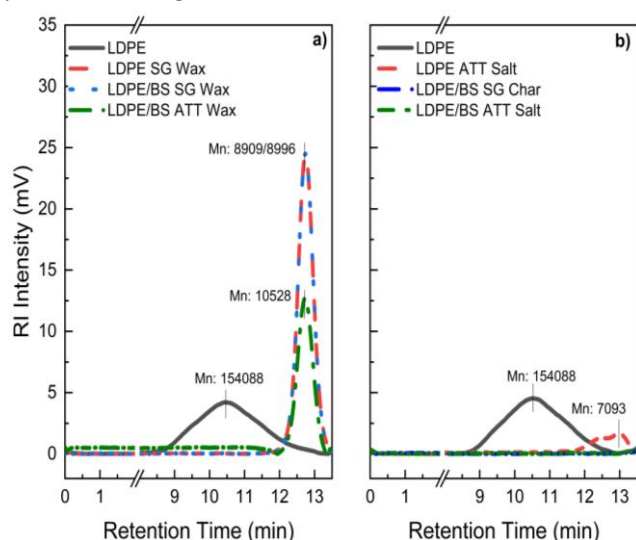 35
30
25
20
15
10
5
0
RI Intensity (mV)
a)
LDPE
LDPE SG Wax
LDPE/BS SG Wax
LDPE/BS ATT Wax
Mn: 8909/8996
Mn: 10528
Mn: 154088
0 1 9 10 11 12 13
Retention Time (min)
b)
LDPE
LDPE ATT Salt
LDPE/BS SG Char
LDPE/BS ATT Salt
Mn: 154088
Mn: 7093
0 1 9 10 11 12 13
Retention Time (min)